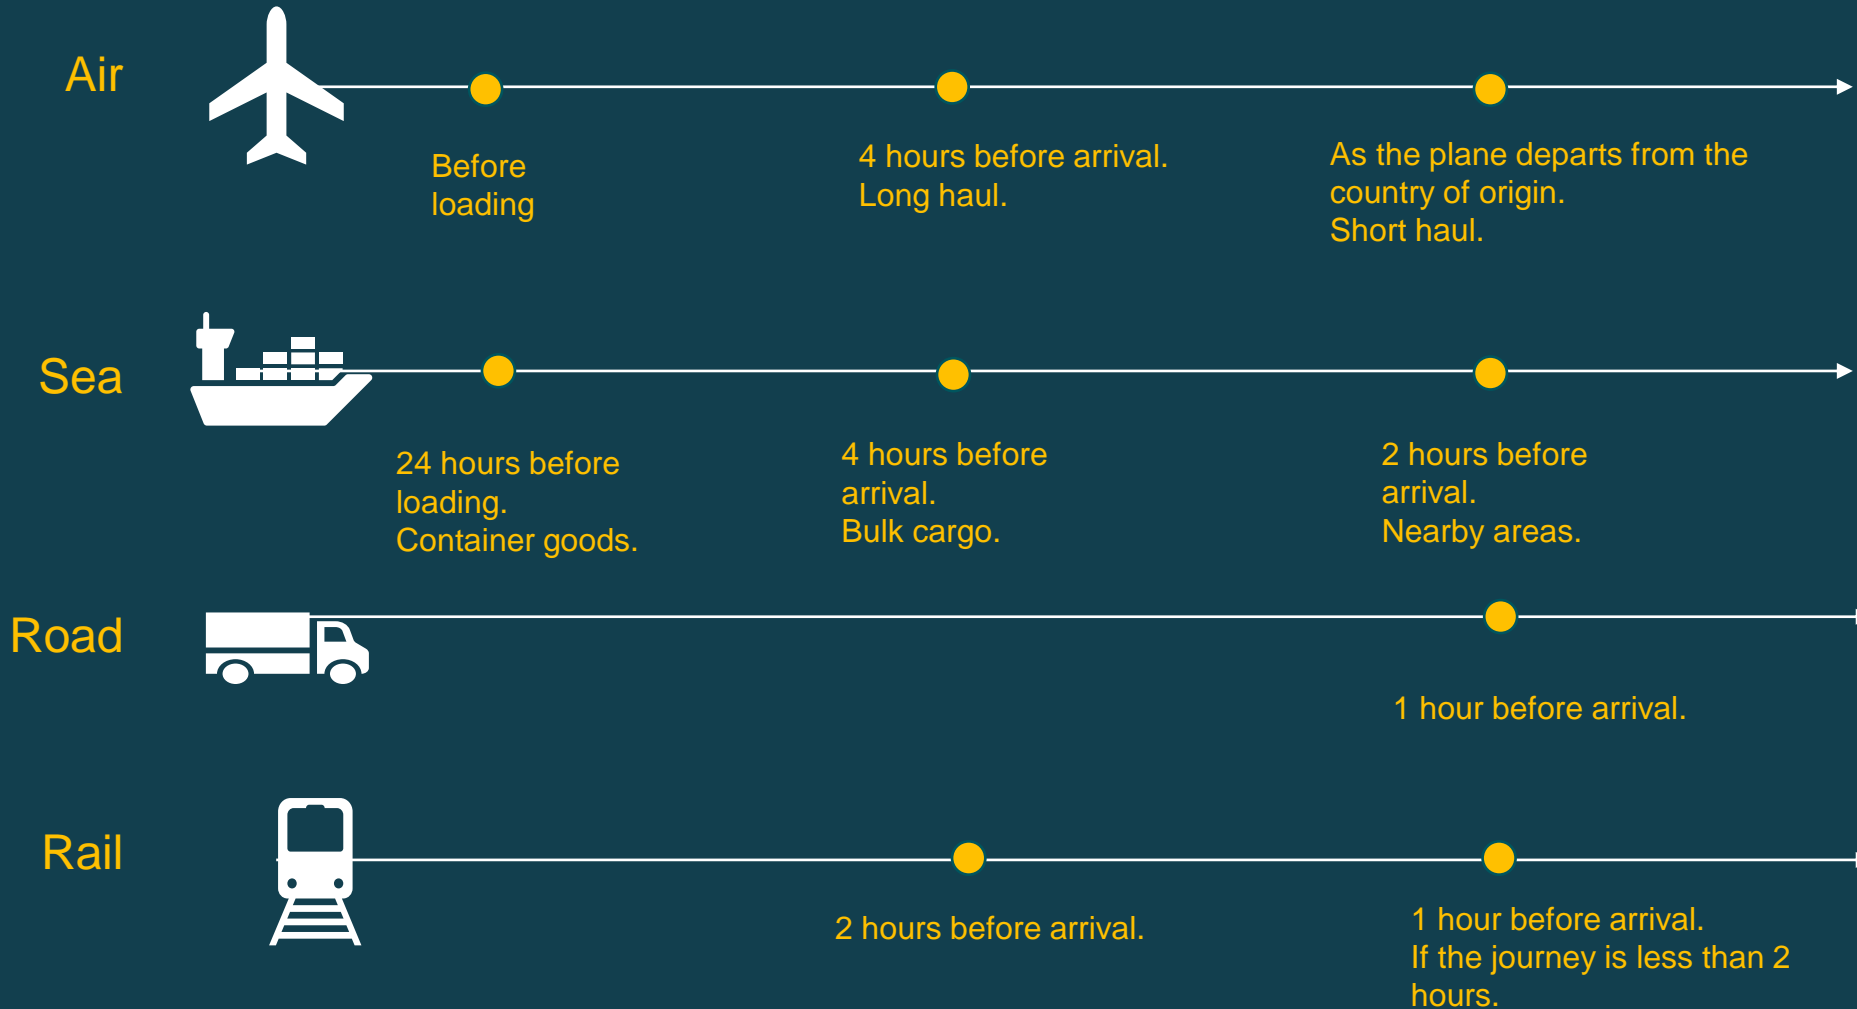 Air
Before
loading
4 hours before arrival.
Long haul.
As the plane departs from the
country of origin.
Short haul.
Sea
24 hours before
loading.
Container goods.
4 hours before
arrival.
Bulk cargo.
2 hours before
arrival.
Nearby areas.
Road
1 hour before arrival.
Rail
2 hours before arrival.
1 hour before arrival.
If the journey is less than 2
hours.